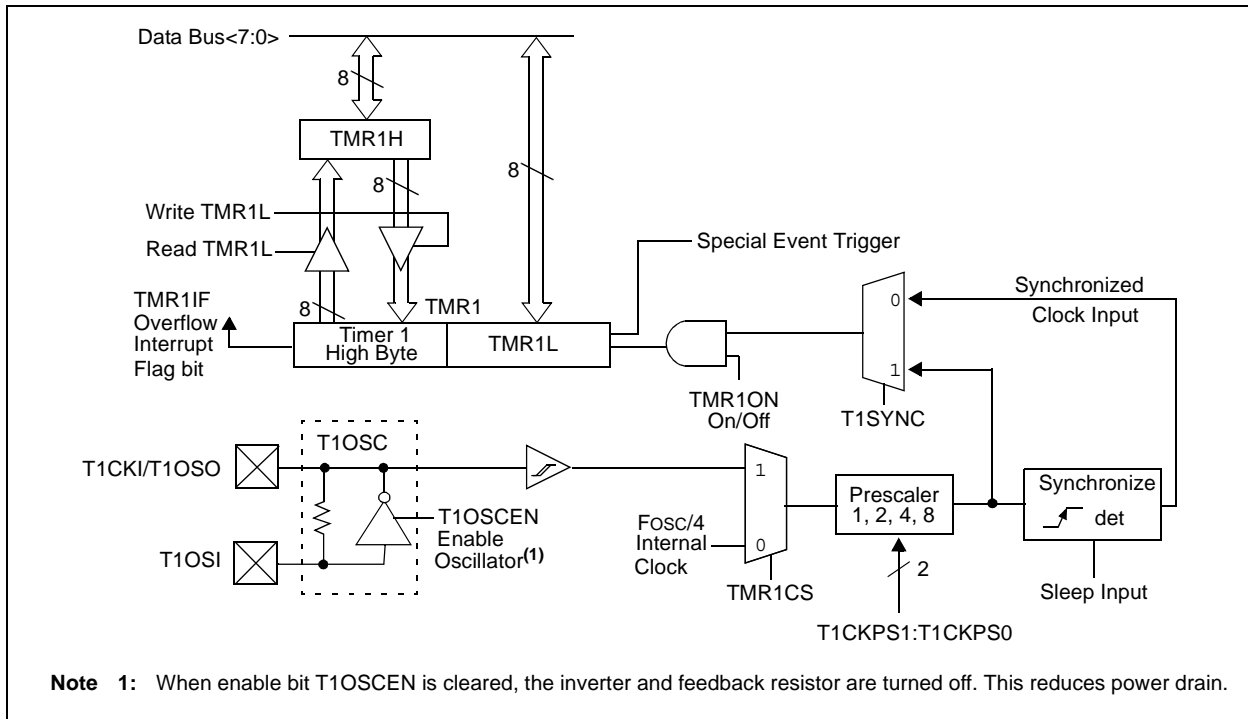 Data Bus<7:0>
8
TMR1H
8
8
Write TMR1L
Read TMR1L
Special Event Trigger
TMR1IF
Overflow
Interrupt
Flag bit
8
TMR1
Timer 1
High Byte
TMR1L
0
1
Synchronized
Clock Input
TMR1ON
On/Off
T1SYNC
T1OSC
T1CKI/T1OSO
T1OSI
T1OSCEN
Enable
Oscillator(1)
1
0
FOSC/4
Internal
Clock
TMR1CS
Prescaler
1, 2, 4, 8
2
T1CKPS1:T1CKPS0
Synchronize
det
Sleep Input
Note 1: When enable bit T1OSCEN is cleared, the inverter and feedback resistor are turned off. This reduces power drain.